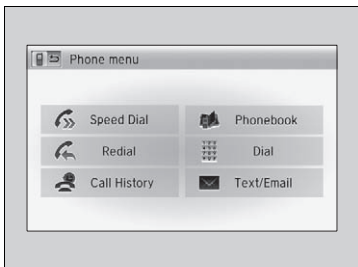 Phone menu
Speed Dial
Phonebook
Redial
Dial
Call History
Text/Email